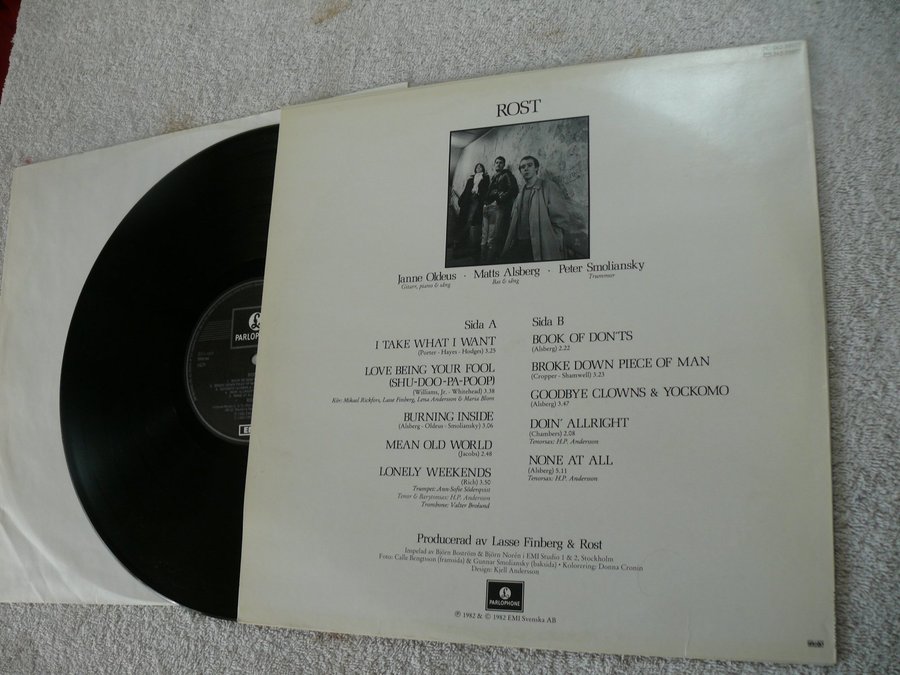 ROST
Janne Oldeus · Matts Alsberg · Peter Smoliansky
Gitarr, piano & sång
Bas & sång
Trummor
Sida A
I TAKE WHAT I WANT
(Porter - Hayes - Hodges) 3.25
LOVE BEING YOUR FOOL
(SHU-DOO-PA-POOP)
(Williams, Jr. - Whitehead) 3.38
Kör: Mikael Rickfors, Lasse Finberg, Lena Andersson & Maria Blom
BURNING INSIDE
(Alsberg - Oldeus - Smoliansky) 3.06
MEAN OLD WORLD
(Jacobs) 2.48
LONELY WEEKENDS
(Rich) 3.50
Trumpet: Ann-Sofie Söderqvist
Tenor & Barytonsax: H.P. Anderson
Trombone: Valter Brolund
Sida B
BOOK OF DON'TS
(Alsberg) 2.22
BROKE DOWN PIECE OF MAN
(Cropper - Shamwell) 3.23
GOODBYE CLOWNS & YOCKOMO
(Alsberg) 3.47
DOIN' ALLRIGHT
(Chambers) 2.08
Tenorsax: H.P. Anderson
NONE AT ALL
(Alsberg) 5.11
Tenorsax: H.P. Anderson
Producerad av Lasse Finberg & Rost
Inspelad av Björn Boström & Björn Norén i EMI Studio 1 & 2, Stockholm
Foto: Calle Bengtsson (framsida) & Gunnar Smoliansky (baksida) · Kolorering: Donna Cronin
Design: Kjell Andersson
PARLOPHONE
℗ 1982 & © 1982 EMI Svenska AB
PARLOPHONE